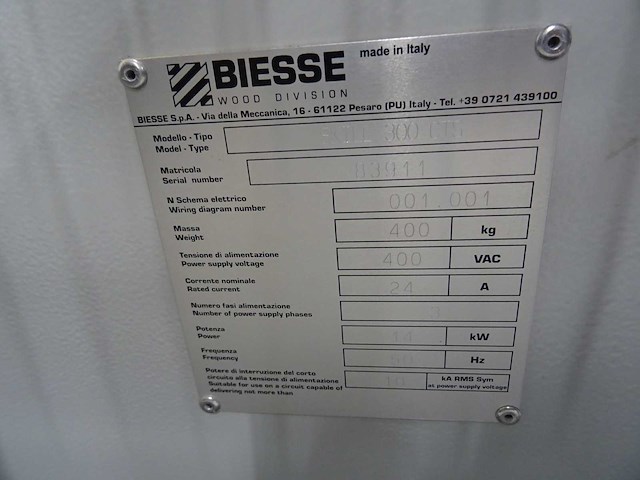 BIESSE made in Italy
WOOD DIVISION
BIESSE S.p.A. - Via della Meccanica, 16 - 61122 Pesaro (PU) Italy - Tel. +39 0721 439100
Modello - Tipo
Model - Type
Matricola
Serial number
N Schema elettrico
Wiring diagram number 001.001
Massa
Weight 400 kg
Tensione di alimentazione
Power supply voltage 400 VAC
Corrente nominale
Rated current 24 A
Numero fasi alimentazione
Number of power supply phases
Potenza
Power kW
Frequenza
Frequency 50 Hz
Potere di interruzione del corto
circuito alla tensione di alimentazione kA RMS Sym
Suitable for use on a circuit capable of at power supply voltage
delivering not more than